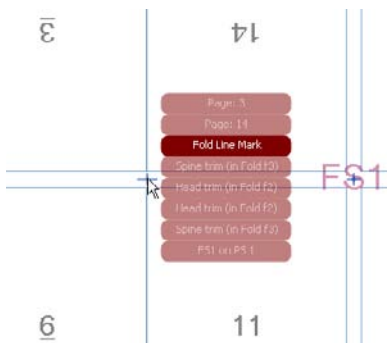 3 14
Page: 3
Page: 14
Fold Line Mark
Spine trim (in Fold f3)
FS1
Head trim (in Fold f2)
Head trim (in Fold f2)
Spine trim (in Fold f3)
FS1 on PS 1
6 11